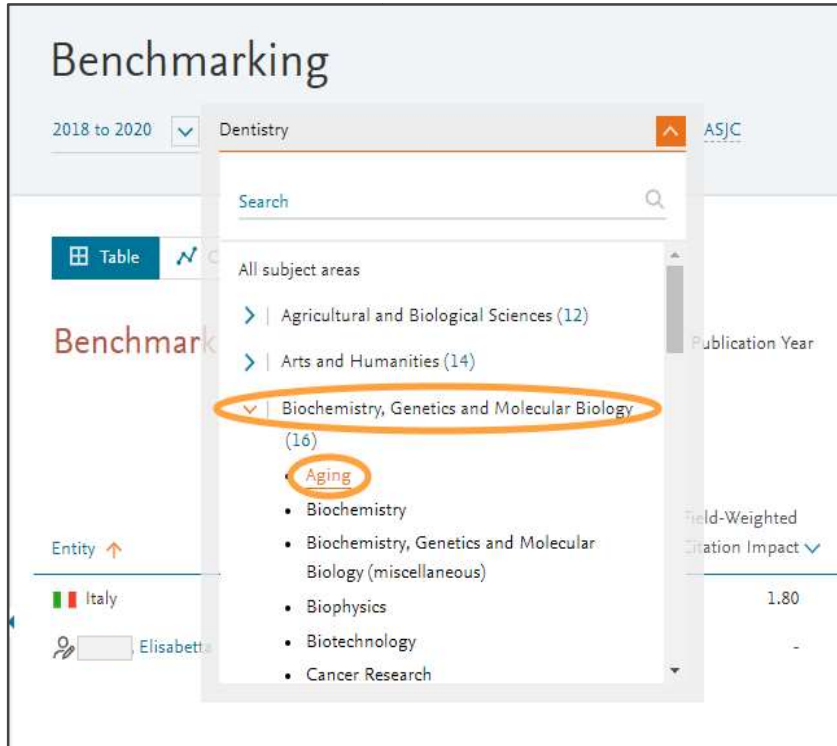 Benchmarking
2018 to 2020
Dentistry
ASJC
Search
Table
All subject areas
Agricultural and Biological Sciences (12)
Benchmark
Publication Year
Arts and Humanities (14)
Biochemistry, Genetics and Molecular Biology
(16)
Aging
Biochemistry
Field-Weighted
Biochemistry, Genetics and Molecular
Entity
Citation Impact
Biology (miscellaneous)
Italy
1.80
Biophysics
Biotechnology
, Elisabetta
-
Cancer Research